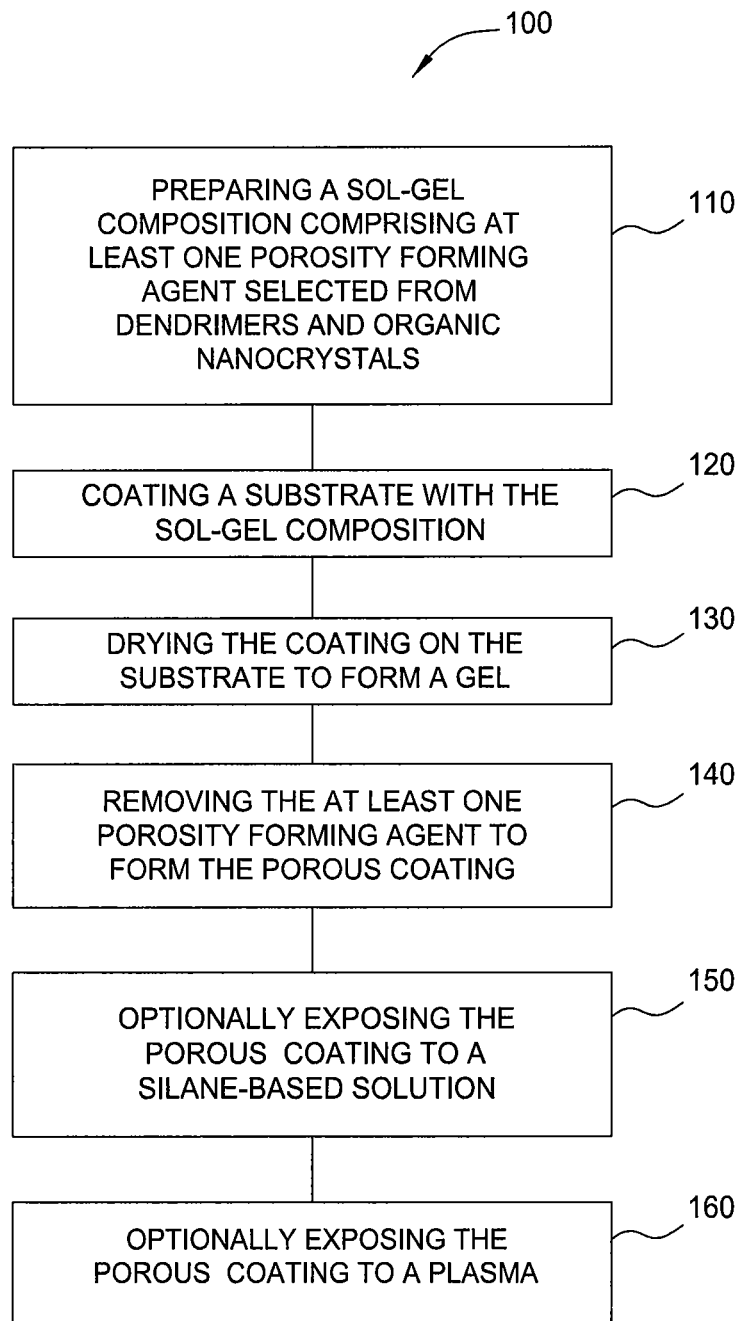 100
PREPARING A SOL-GEL
COMPOSITION COMPRISING AT
LEAST ONE POROSITY FORMING
AGENT SELECTED FROM
DENDRIMERS AND ORGANIC
NANOCRYSTALS
110
COATING A SUBSTRATE WITH THE
SOL-GEL COMPOSITION
120
DRYING THE COATING ON THE
SUBSTRATE TO FORM A GEL
130
REMOVING THE AT LEAST ONE
POROSITY FORMING AGENT TO
FORM THE POROUS COATING
140
OPTIONALLY EXPOSING THE
POROUS COATING TO A
SILANE-BASED SOLUTION
150
OPTIONALLY EXPOSING THE
POROUS COATING TO A PLASMA
160